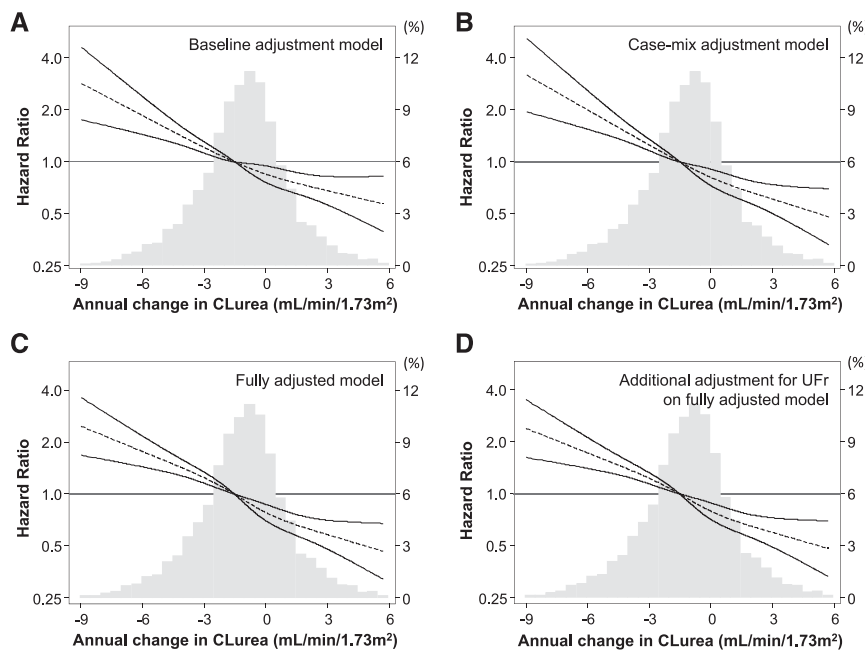 A
(%)
Baseline adjustment model
4.0
2.0
1.0
0.5
0.25
Hazard Ratio
12
9
6
3
0
-9 -6 -3 0 3 6
Annual change in CLurea (mL/min/1.73m²)
B
(%
Case-mix adjustment model
4.0
2.0
1.0
0.5
0.25
Hazard Ratio
12
9
6
3
0
-9 -6 -3 0 3 6
Annual change in CLurea (mL/min/1.73m²)
C
(%)
Fully adjusted model
4.0
2.0
1.0
0.5
0.25
Hazard Ratio
12
9
6
3
0
-9 -6 -3 0 3 6
Annual change in CLurea (mL/min/1.73m²)
D
(%
Additional adjustment for UFr
on fully adjusted model
4.0
2.0
1.0
0.5
0.25
Hazard Ratio
12
9
6
3
0
-9 -6 -3 0 3 6
Annual change in CLurea (mL/min/1.73m²)